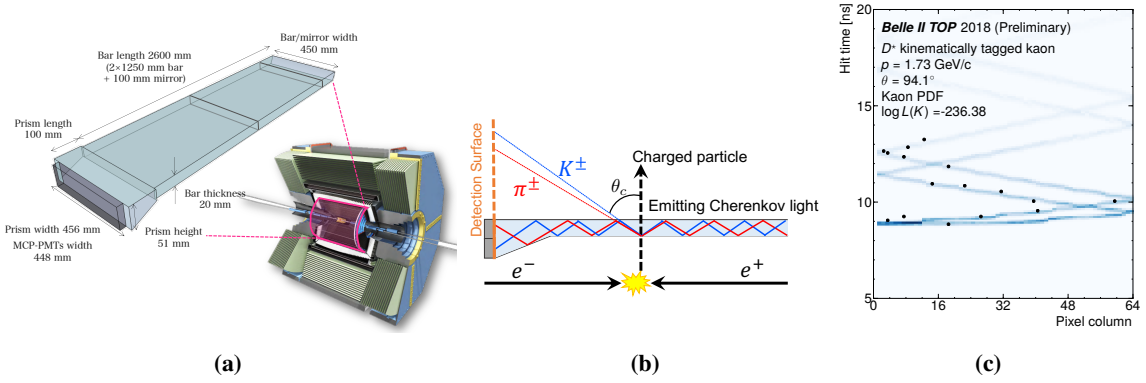 Bar/mirror width
450 mm
Bar length 2600 mm
(2×1250 mm bar
+ 100 mm mirror)
Prism length
100 mm
Bar thickness
20 mm
Prism height
51 mm
Prism width 456 mm
MCP-PMTs width
448 mm
(a)
Detection Surface
K±
π±
θc
Charged particle
Emitting Cherenkov light
e−
e+
(b)
Hit time [ns]
20
15
10
5
Belle II TOP 2018 (Preliminary)
D* kinematically tagged kaon
p = 1.73 GeV/c
θ = 94.1°
Kaon PDF
log L(K) =-236.38
0 16 32 48 64
Pixel column
(c)